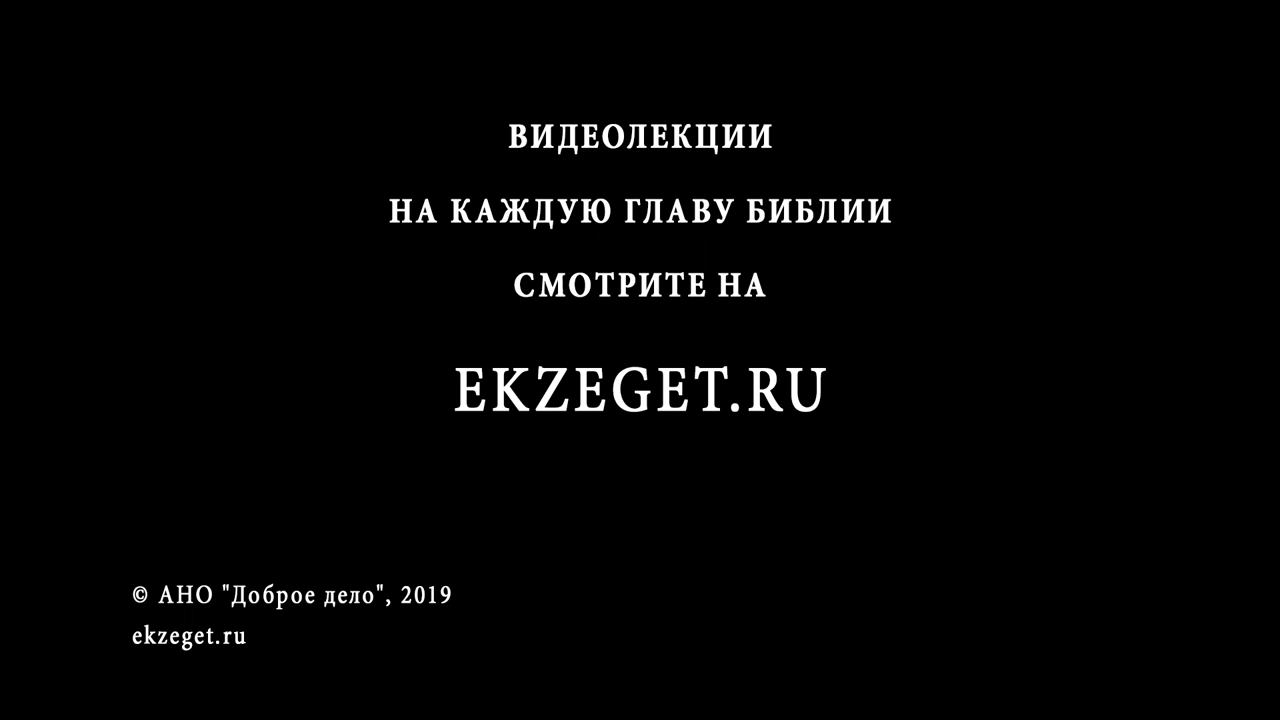 ВИДЕОЛЕКЦИИ
НА КАЖДУЮ ГЛАВУ БИБЛИИ
СМОТРИТЕ НА
EKZEGET.RU
© АНО "Доброе дело", 2019
ekzeget.ru